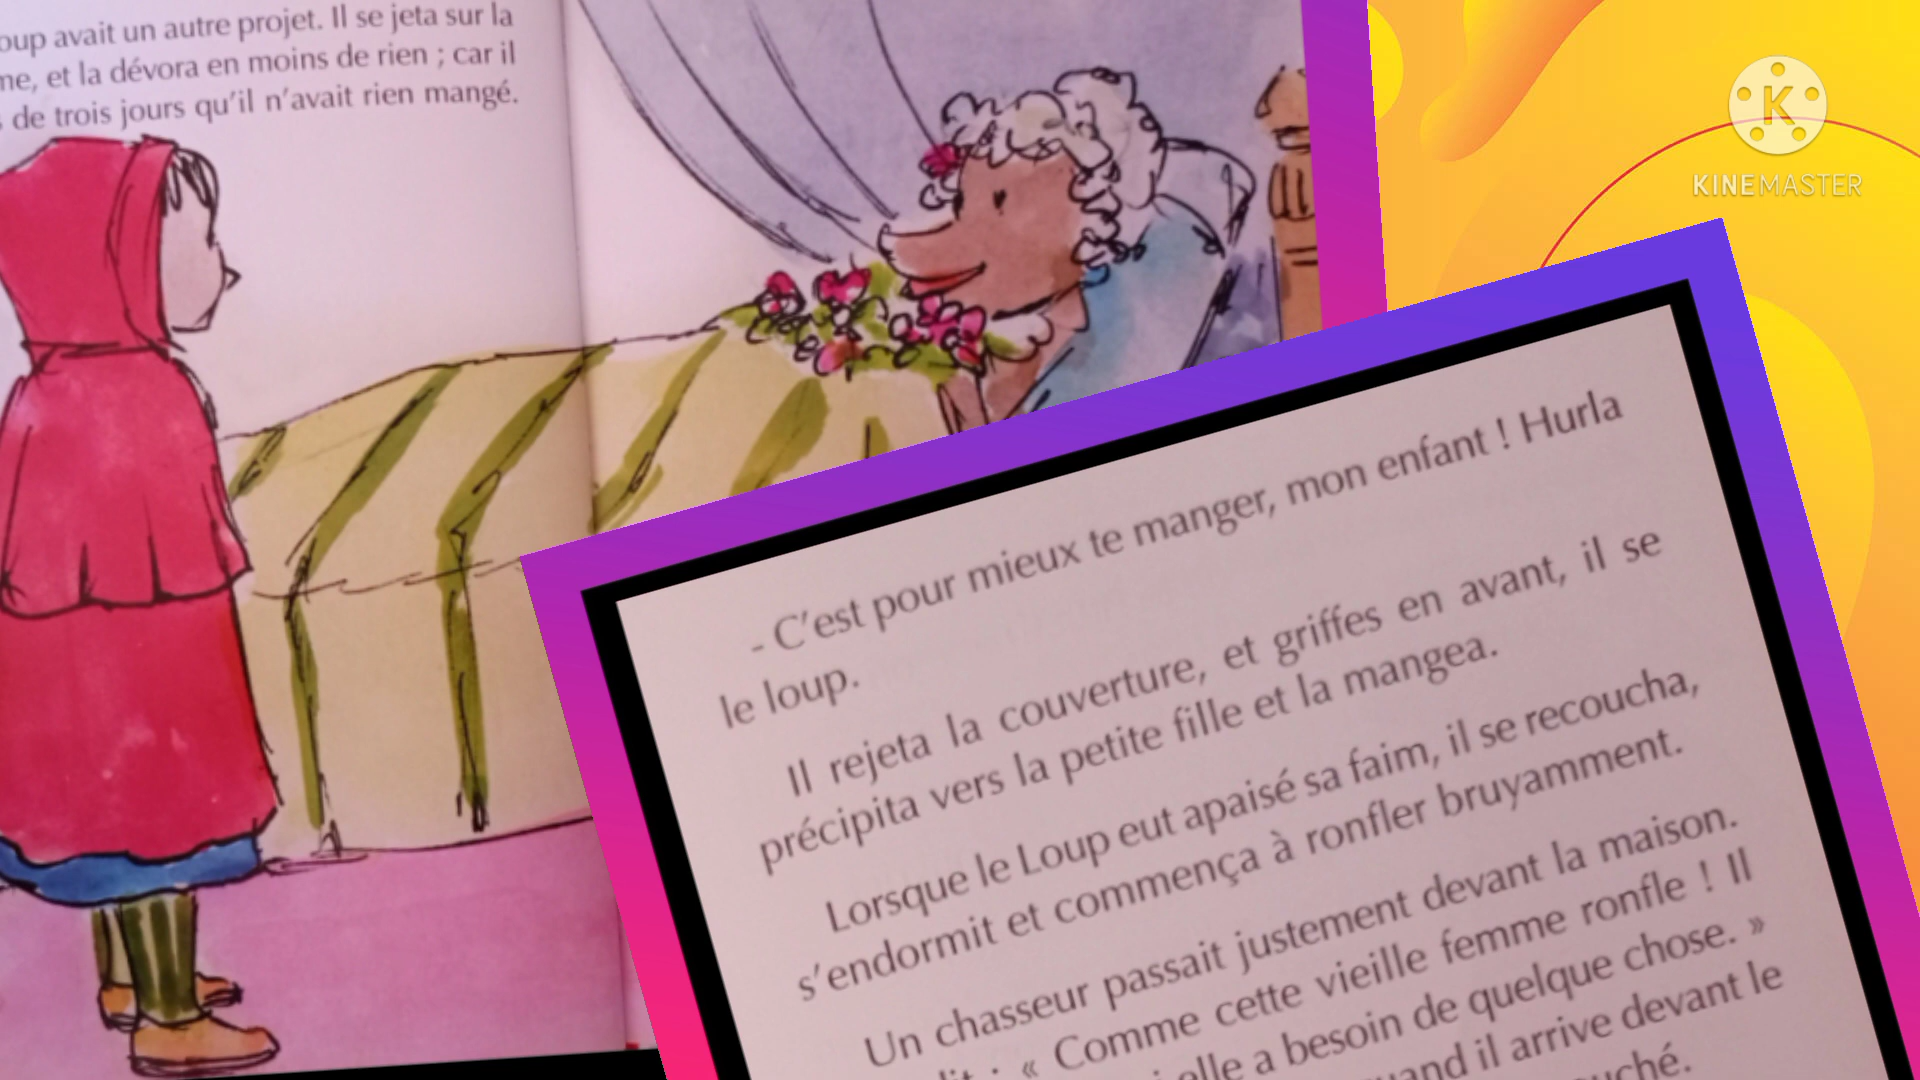 oup avait un autre projet. Il se jeta sur la
me, et la dévora en moins de rien ; car il
de trois jours qu'il n'avait rien mangé.
KINEMASTER
- C'est pour mieux te manger, mon enfant ! Hurla
le loup.
Il rejeta la couverture, et griffes en avant, il se
précipita vers la petite fille et la mangea.
Lorsque le Loup eut apaisé sa faim, il se recoucha,
s'endormit et commença à ronfler bruyamment.
Un chasseur passait justement devant la maison.
: « Comme cette vieille femme ronfle ! Il
elle a besoin de quelque chose. »
quand il arrive devant le